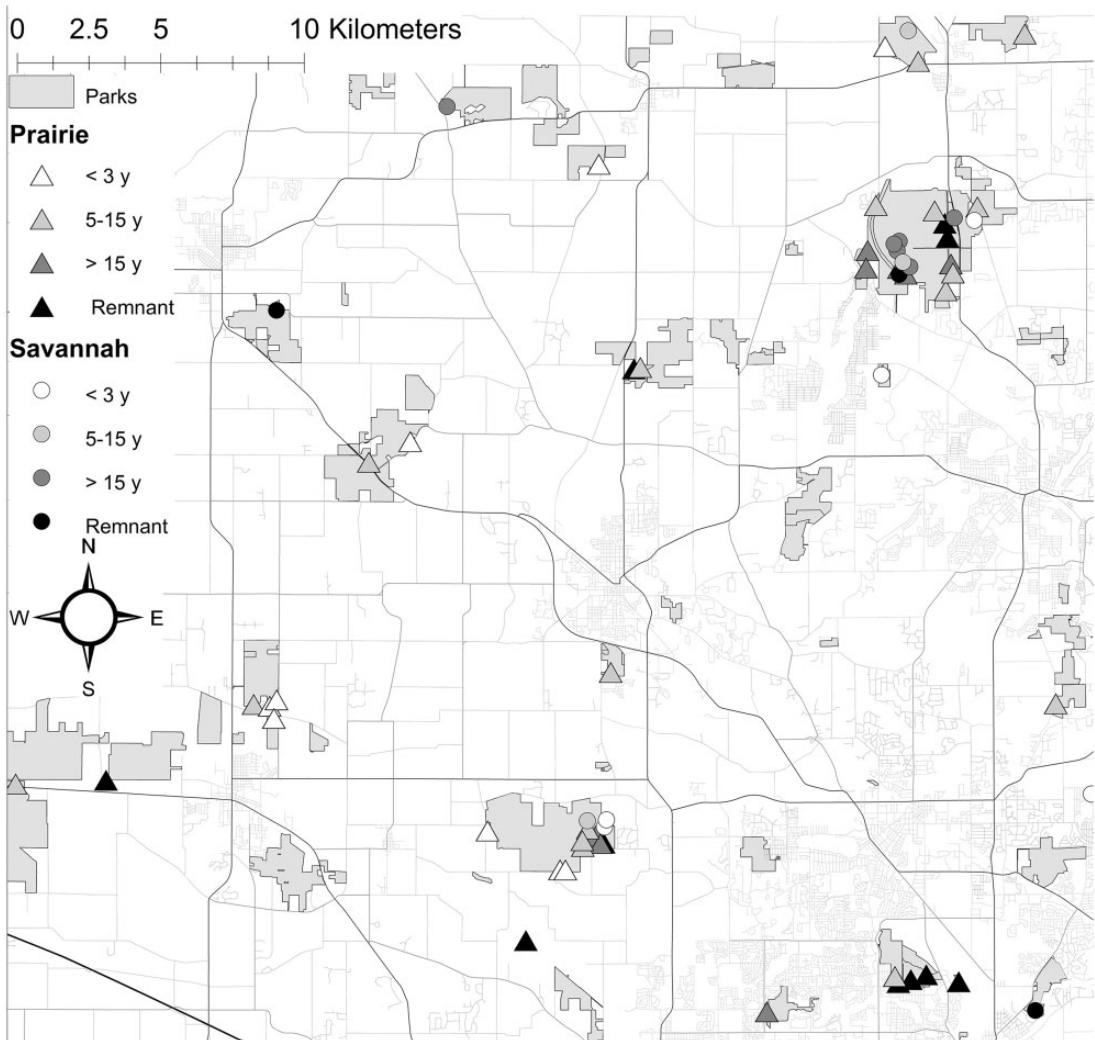 0 2.5 5 10 Kilometers
Parks
Prairie
< 3 y
5-15 y
> 15 y
Remnant
Savannah
< 3 y
5-15 y
> 15 y
Remnant
N
W E
S